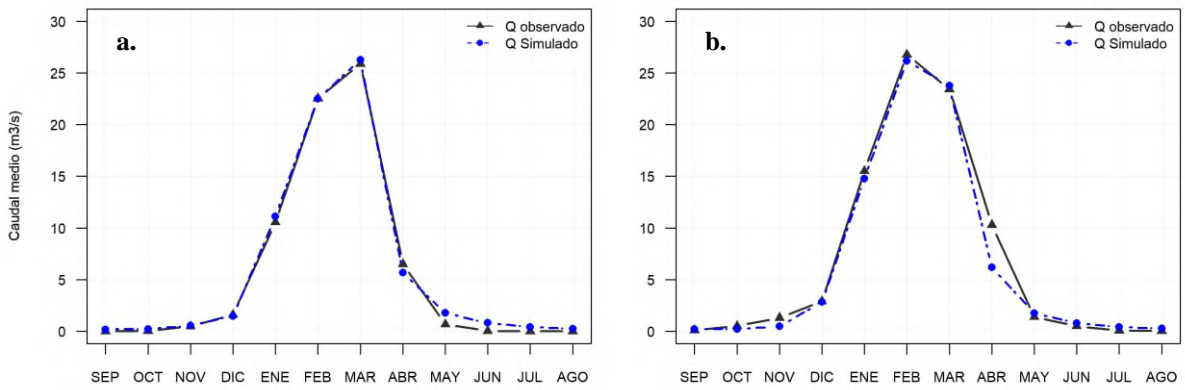 a.
Q observado
Q Simulado
Caudal medio (m3/s)
30
25
20
15
10
5
0
SEP OCT NOV DIC ENE FEB MAR ABR MAY JUN JUL AGO
b.
Q observado
Q Simulado
30
25
20
15
10
5
0
SEP OCT NOV DIC ENE FEB MAR ABR MAY JUN JUL AGO